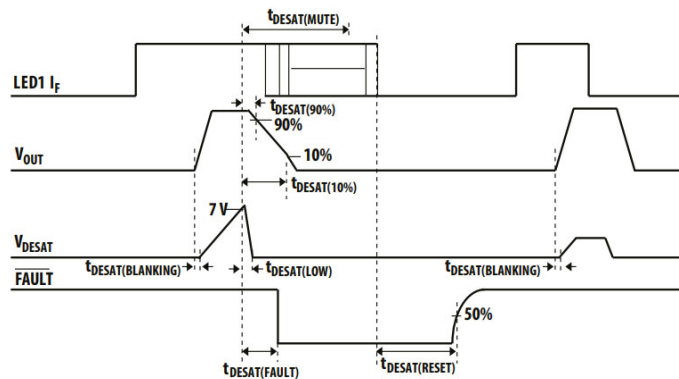 tDESAT(MUTE)
LED1 IF
tDESAT(90%)
90%
VOUT
10%
tDESAT(10%)
7 V
VDESAT
tDESAT(BLANKING)
tDESAT(LOW)
tDESAT(BLANKING)
FAULT
50%
tDESAT(FAULT)
tDESAT(RESET)